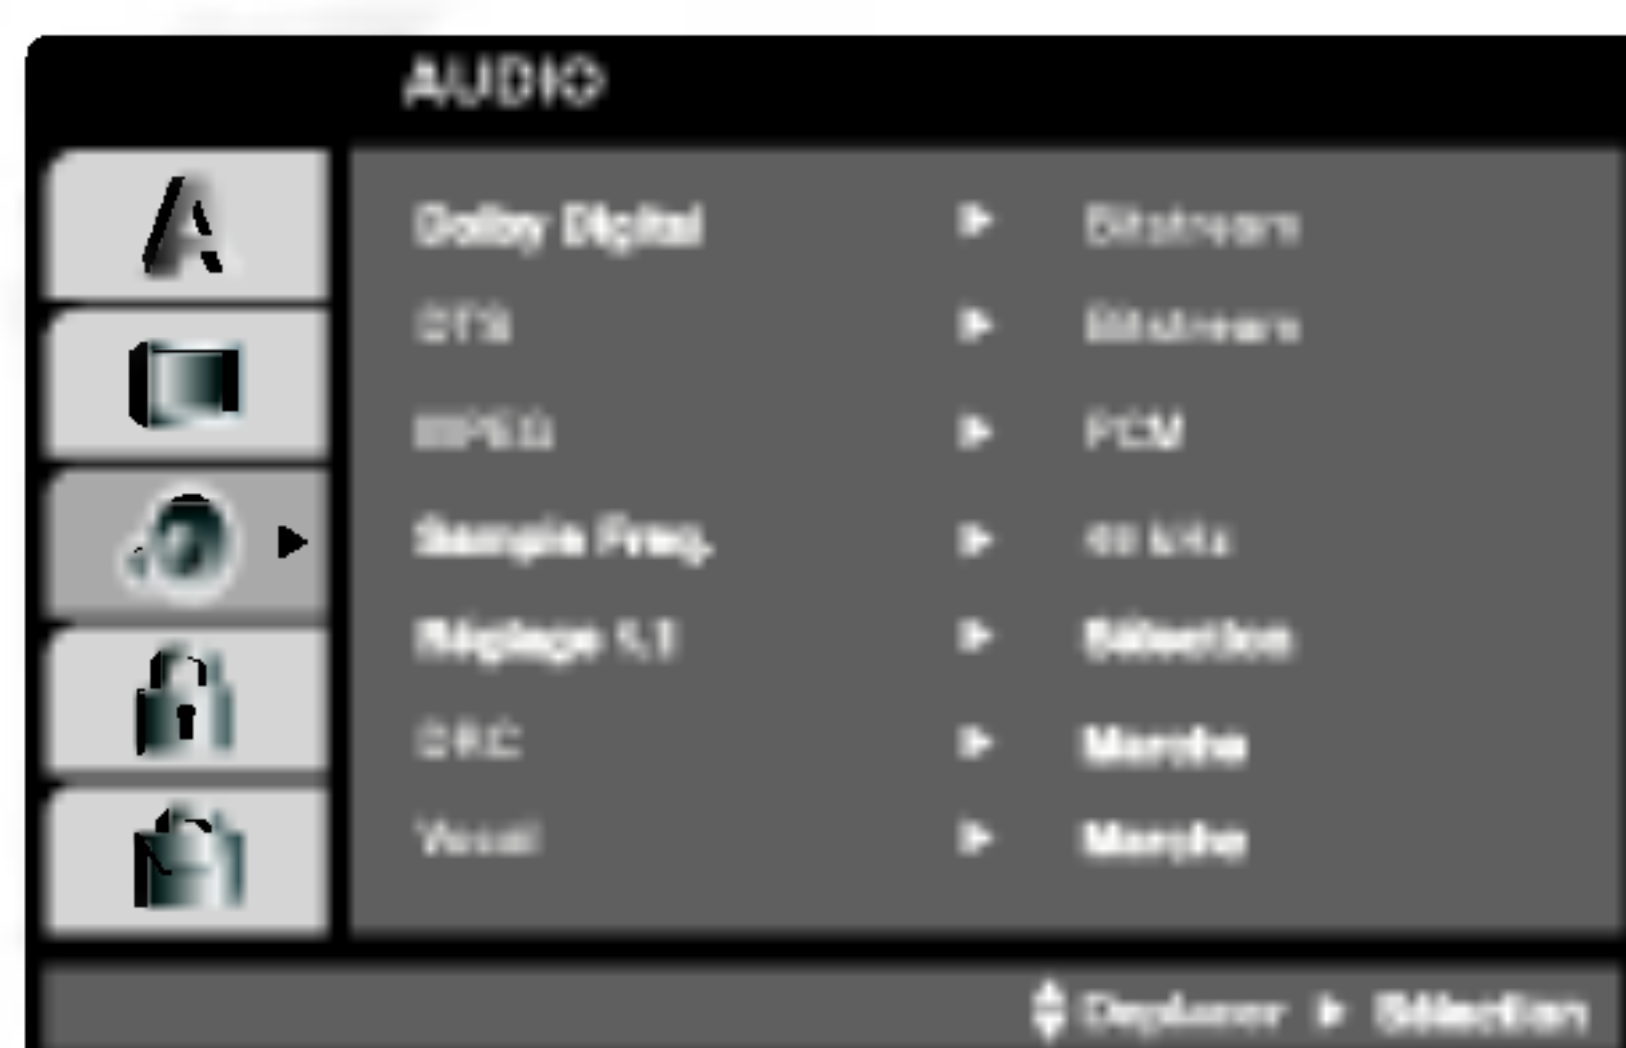 AUDIO
Dolby Digital Bitstream
DTS Bitstream
MPEG PCM
Sample Freq. 48 kHz
Réglage 5.1 Sélection
DRC Marche
Vocal Marche
Déplacer Sélection